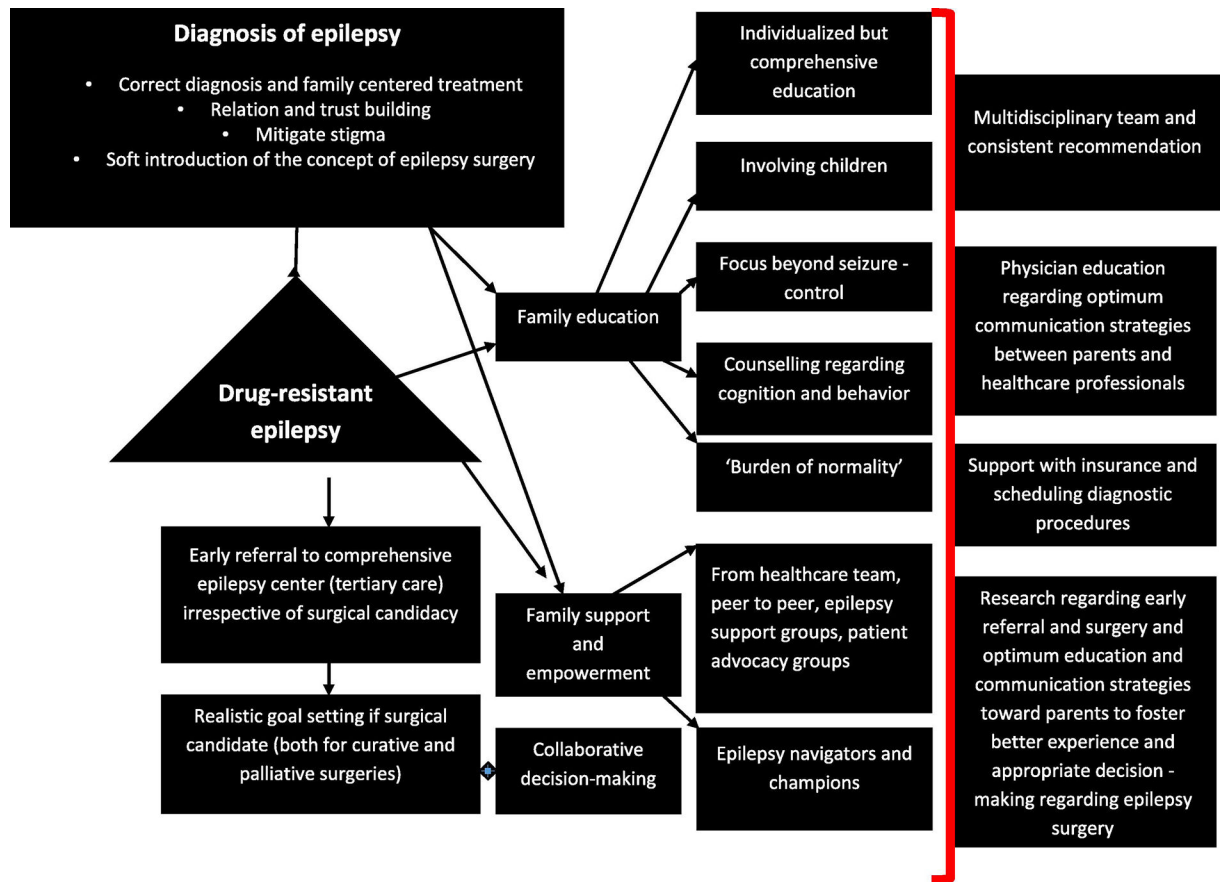 Diagnosis of epilepsy
• Correct diagnosis and family centered treatment
• Relation and trust building
• Mitigate stigma
• Soft introduction of the concept of epilepsy surgery
Drug-resistant
epilepsy
Early referral to comprehensive
epilepsy center (tertiary care)
irrespective of surgical candidacy
Realistic goal setting if surgical
candidate (both for curative and
palliative surgeries)
Collaborative
decision-making
Family education
Family support
and
empowerment
Individualized but
comprehensive
education
Involving children
Focus beyond seizure -
control
Counselling regarding
cognition and behavior
‘Burden of normality’
From healthcare team,
peer to peer, epilepsy
support groups, patient
advocacy groups
Epilepsy navigators and
champions
Multidisciplinary team and
consistent recommendation
Physician education
regarding optimum
communication strategies
between parents and
healthcare professionals
Support with insurance and
scheduling diagnostic
procedures
Research regarding early
referral and surgery and
optimum education and
communication strategies
toward parents to foster
better experience and
appropriate decision -
making regarding epilepsy
surgery